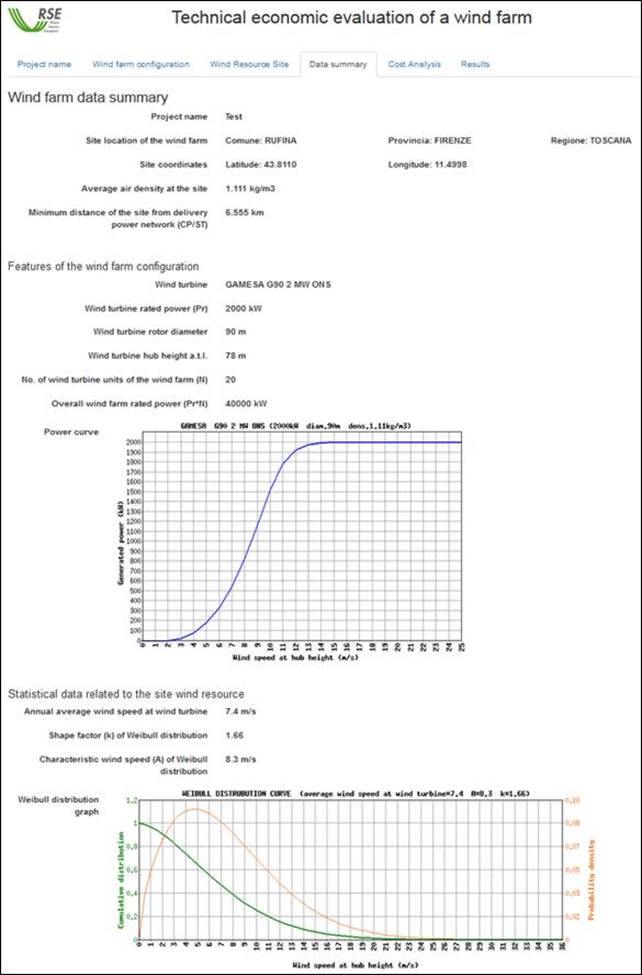 RSE
Technical economic evaluation of a wind farm
Project name Wind farm configuration Wind Resource Site Data summary Cost Analysis Results
Wind farm data summary
Project name Test
Site location of the wind farm Comune: RUFINA Provincia: FIRENZE Regione: TOSCANA
Site coordinates Latitude: 43.8110 Longitude: 11.4998
Average air density at the site 1.111 kg/m3
Minimum distance of the site from delivery 6.555 km
power network (CP/ST)
Features of the wind farm configuration
Wind turbine GAMESA G90 2 MW ONS
Wind turbine rated power (Pr) 2000 kW
Wind turbine rotor diameter 90 m
Wind turbine hub height a.t.l. 78 m
No. of wind turbine units of the wind farm (N) 20
Overall wind farm rated power (Pr*N) 40000 kW
Power curve
GAMESA G90 2 MW ONS (2000kW diam,90m dens,1,11kg/m3)
Generated power (kW)
2000
1900
1800
1700
1600
1500
1400
1300
1200
1100
1000
900
800
700
600
500
400
300
200
100
0
0 1 2 3 4 5 6 7 8 9 10 11 12 13 14 15 16 17 18 19 20 21 22 23 24 25
Wind speed at hub height (m/s)
Statistical data related to the site wind resource
Annual average wind speed at wind turbine 7.4 m/s
Shape factor (k) of Weibull distribution 1.66
Characteristic wind speed (A) of Weibull 8.3 m/s
distribution
Weibull distribution
graph
WEIBULL DISTRUBUTION CURVE (average wind speed at wind turbine=7,4 A=8,3 k=1,66)
Cumulative distribution
1,2
1
0,8
0,6
0,4
0,2
0
0,10
0,08
0,07
0,05
0,03
0,02
0
Probability density
0 1 2 3 4 5 6 7 8 9 10 11 12 13 14 15 16 17 18 19 20 21 22 23 24 25 26 27 28 29 30 31 32 33 34 35 36
Wind speed at hub height (m/s)